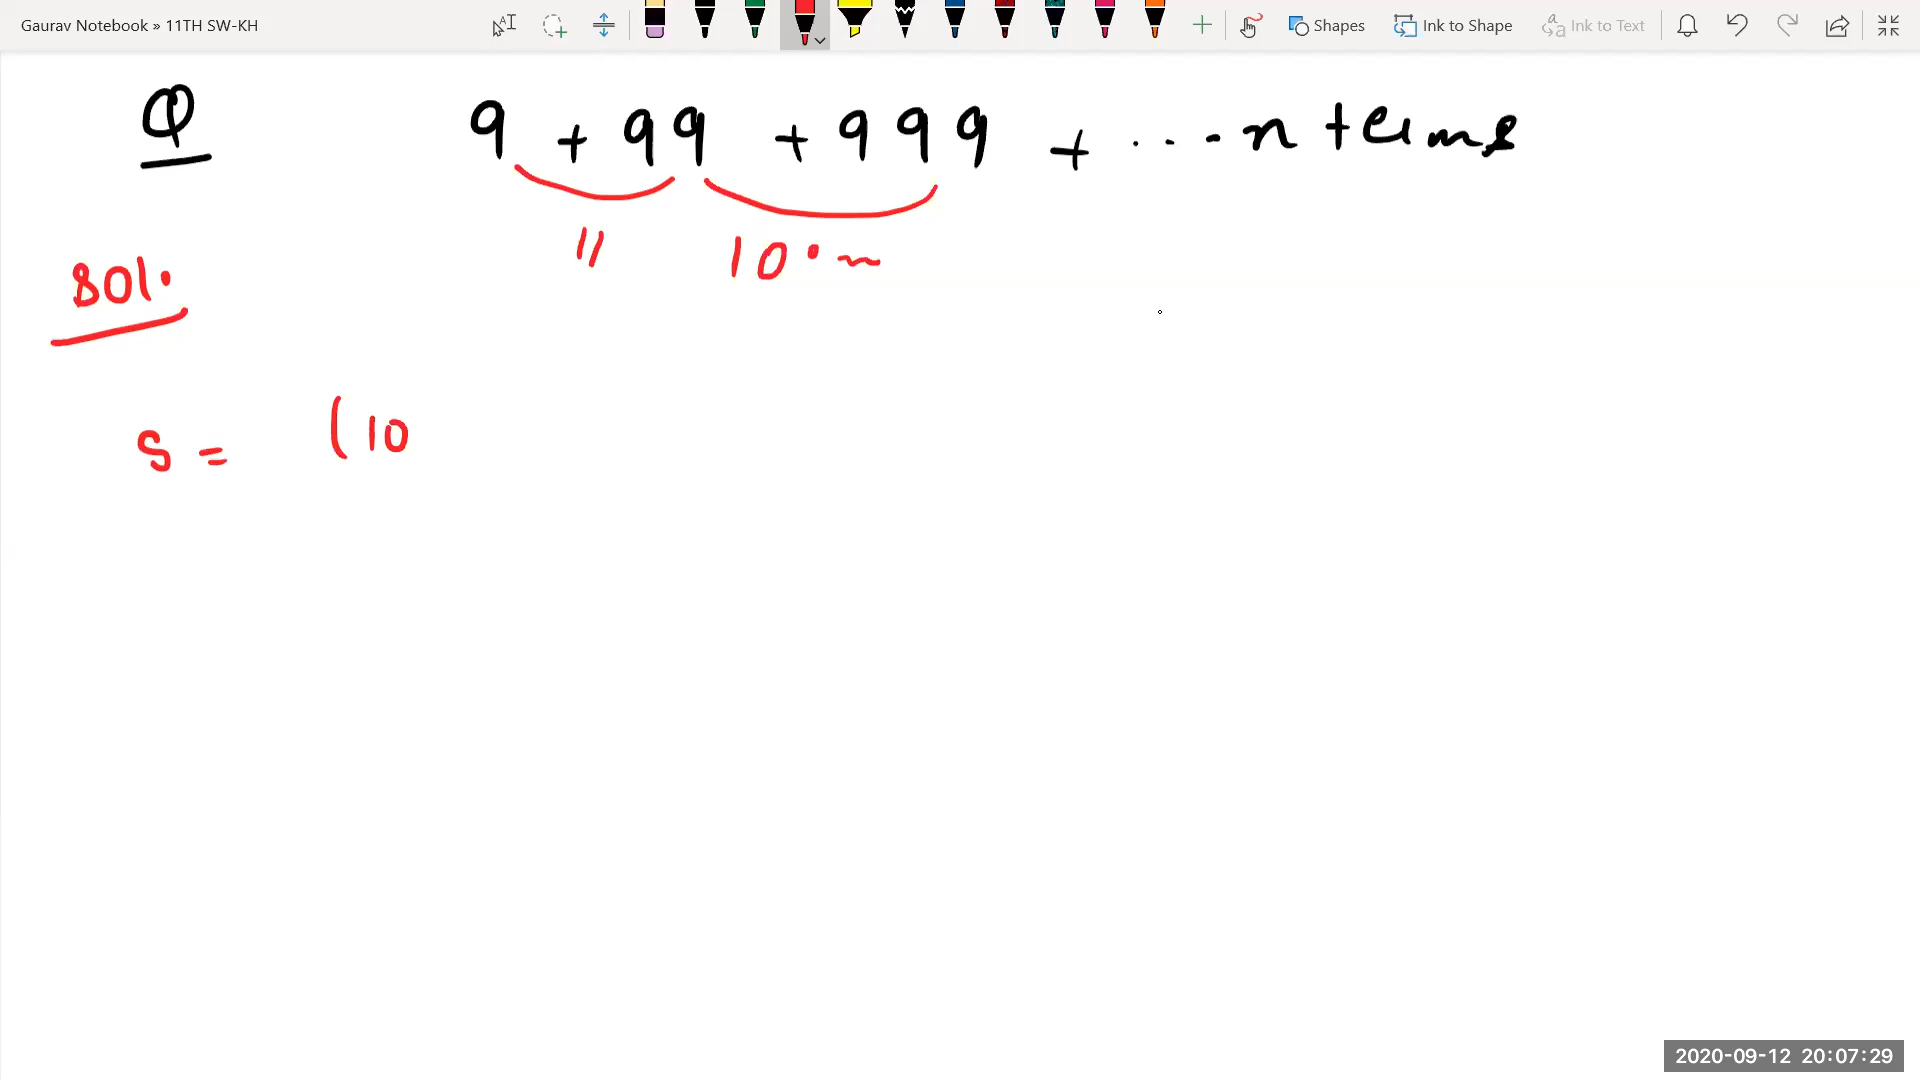 Gaurav Notebook » 11TH SW-KH
Shapes
Ink to Shape
Ink to Text
Q 9 + 99 + 999 + ... n terms
11 10.~
Sol.
S = (10
2020-09-12 20:07:29